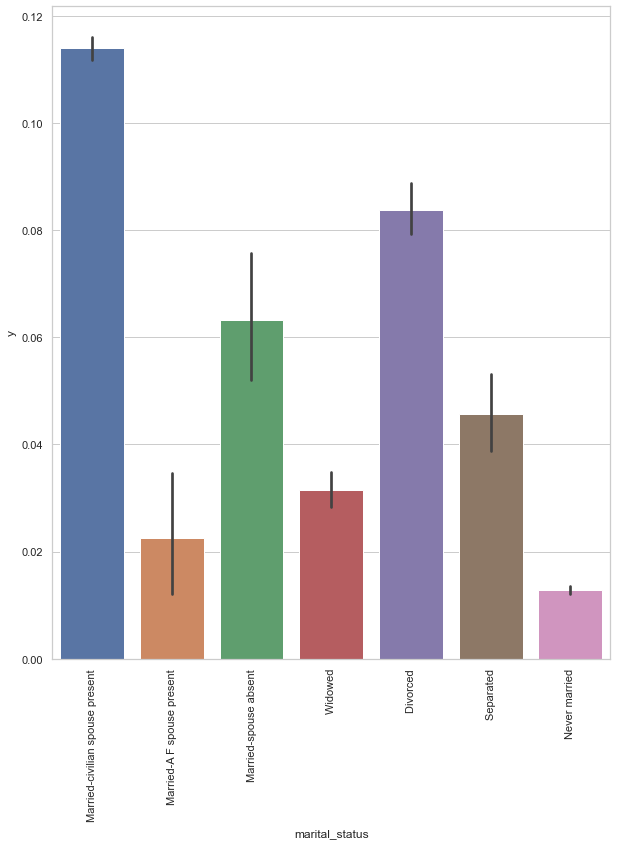 0.12
0.10
0.08
0.06
0.04
0.02
0.00
y
Married-civilian spouse present
Married-A F spouse present
Married-spouse absent
Widowed
Divorced
Separated
Never married
marital_status